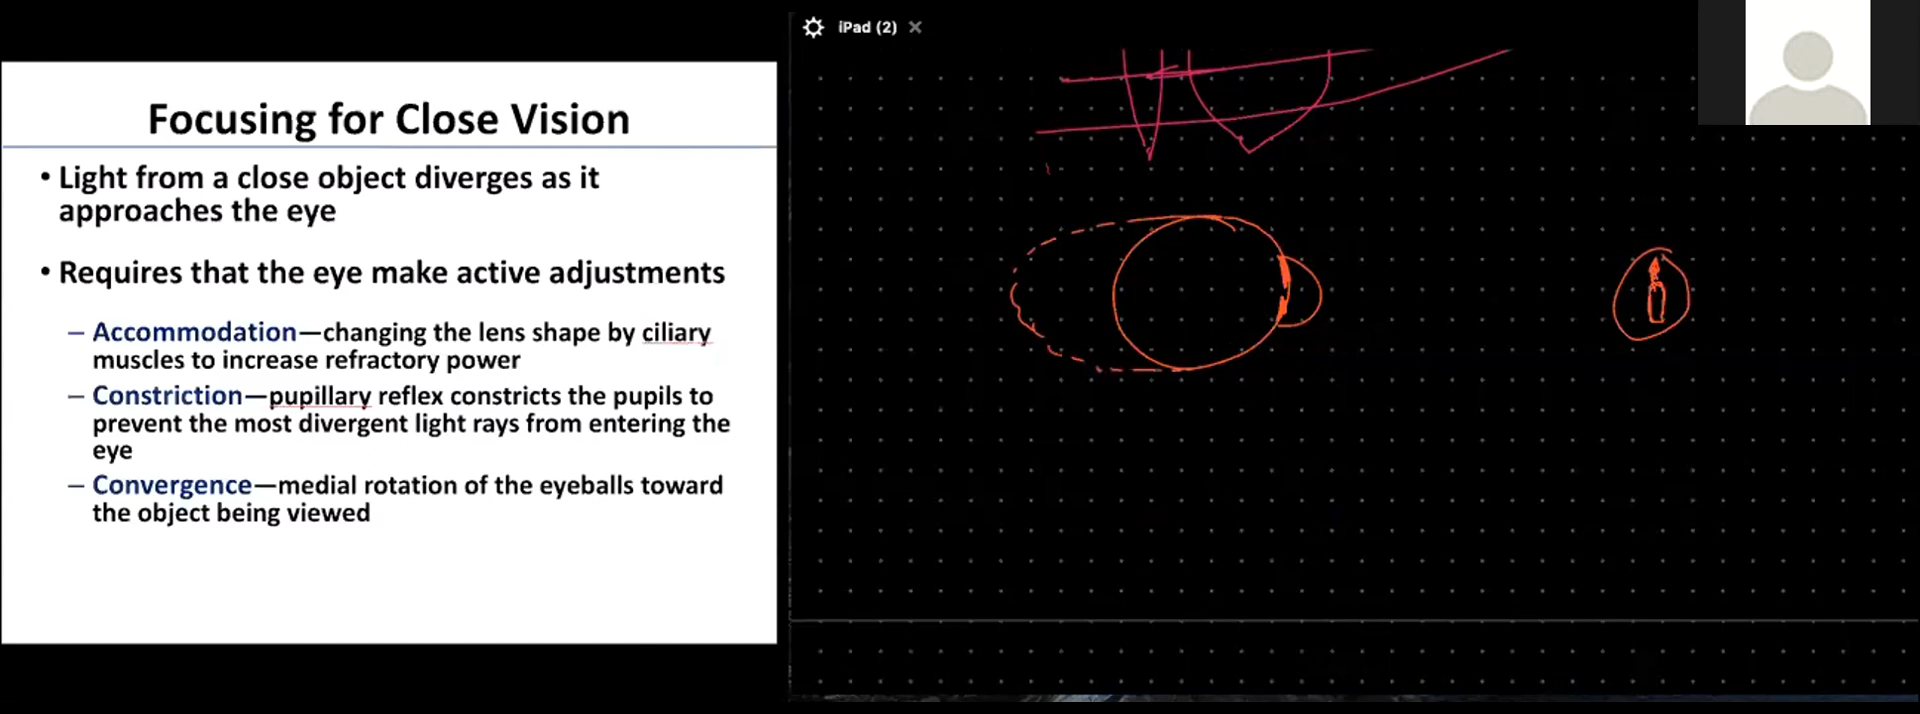 iPad (2)
Focusing for Close Vision
• Light from a close object diverges as it
approaches the eye
• Requires that the eye make active adjustments
– Accommodation—changing the lens shape by ciliary
muscles to increase refractory power
– Constriction—pupillary reflex constricts the pupils to
prevent the most divergent light rays from entering the
eye
– Convergence—medial rotation of the eyeballs toward
the object being viewed